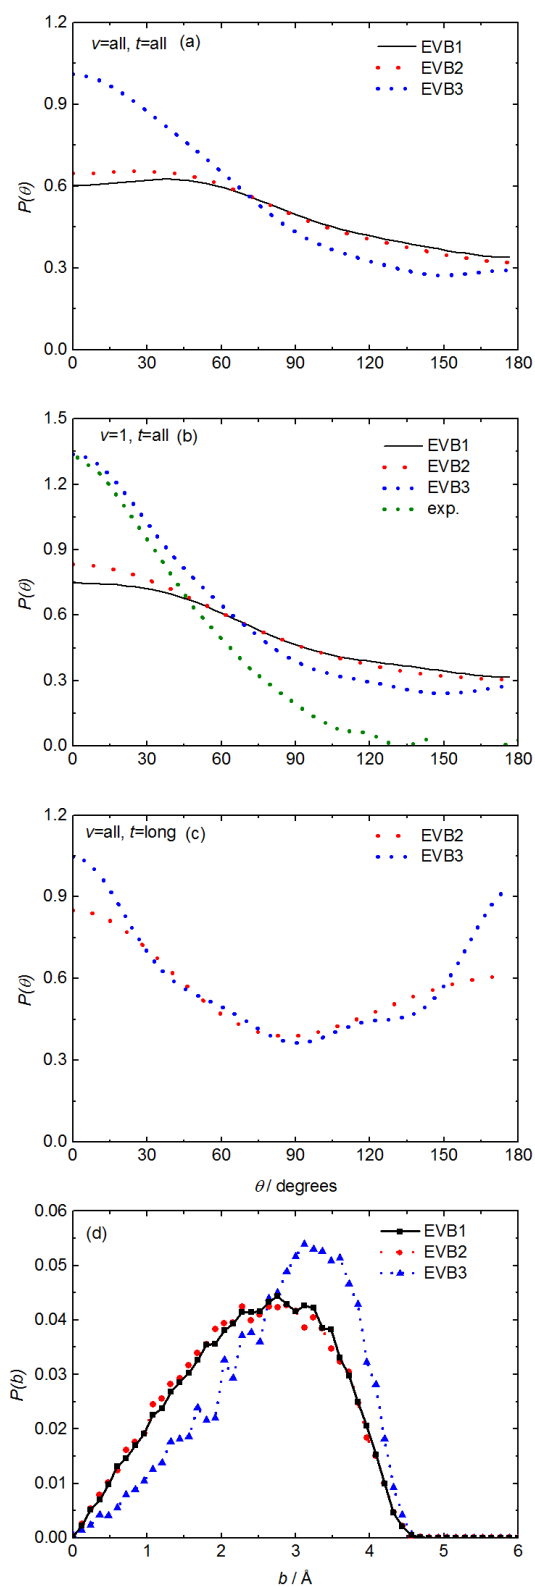 1.2
v=all, t=all (a)
EVB1
EVB2
EVB3
0.9
P(θ)
0.6
0.3
0.0
0 30 60 90 120 150 180
1.5
v=1, t=all (b)
EVB1
EVB2
EVB3
exp.
1.2
0.9
P(θ)
0.6
0.3
0.0
0 30 60 90 120 150 180
1.2
v=all, t=long (c)
EVB2
EVB3
0.9
P(θ)
0.6
0.3
0.0
0 30 60 90 120 150 180
θ / degrees
0.06
(d)
EVB1
EVB2
EVB3
0.05
0.04
P(b)
0.03
0.02
0.01
0.00
0 1 2 3 4 5 6
b / Å